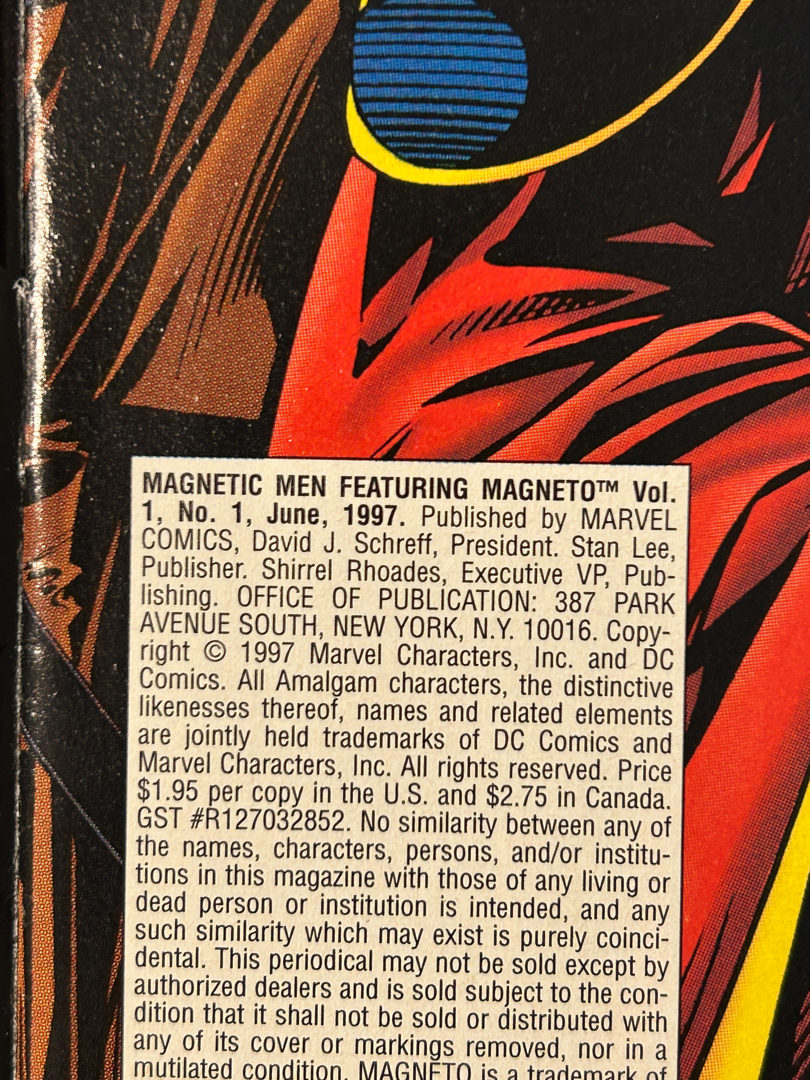 MAGNETIC MEN FEATURING MAGNETO™ Vol.
1, No. 1, June, 1997. Published by MARVEL
COMICS, David J. Schreff, President. Stan Lee,
Publisher. Shirrel Rhoades, Executive VP, Pub-
lishing. OFFICE OF PUBLICATION: 387 PARK
AVENUE SOUTH, NEW YORK, N.Y. 10016. Copy-
right © 1997 Marvel Characters, Inc. and DC
Comics. All Amalgam characters, the distinctive
likenesses thereof, names and related elements
are jointly held trademarks of DC Comics and
Marvel Characters, Inc. All rights reserved. Price
$1.95 per copy in the U.S. and $2.75 in Canada.
GST #R127032852. No similarity between any of
the names, characters, persons, and/or institu-
tions in this magazine with those of any living or
dead person or institution is intended, and any
such similarity which may exist is purely coinci-
dental. This periodical may not be sold except by
authorized dealers and is sold subject to the con-
dition that it shall not be sold or distributed with
any of its cover or markings removed, nor in a
mutilated condition. MAGNETO is a trademark of